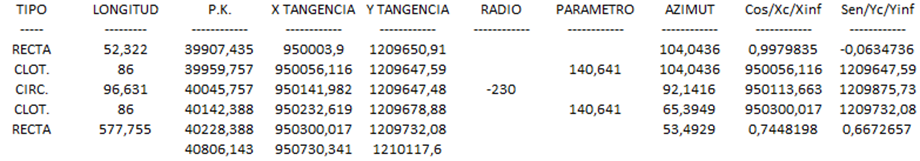 TIPO LONGITUD P.K. X TANGENCIA Y TANGENCIA RADIO PARAMETRO AZIMUT Cos/Xc/Xinf Sen/Yc/Yinf
----- --------- ------------ ------------ ------------ ------------ ------------ ------------ ------------ ------------
RECTA 52,322 39907,435 950003,9 1209650,91 104,0436 0,9979835 -0,0634736
CLOT. 86 39959,757 950056,116 1209647,59 140,641 104,0436 950056,116 1209647,59
CIRC. 96,631 40045,757 950141,982 1209647,48 -230 92,1416 950113,663 1209875,73
CLOT. 86 40142,388 950232,619 1209678,88 140,641 65,3949 950300,017 1209732,08
RECTA 577,755 40228,388 950300,017 1209732,08 53,4929 0,7448198 0,6672657
40806,143 950730,341 1210117,6